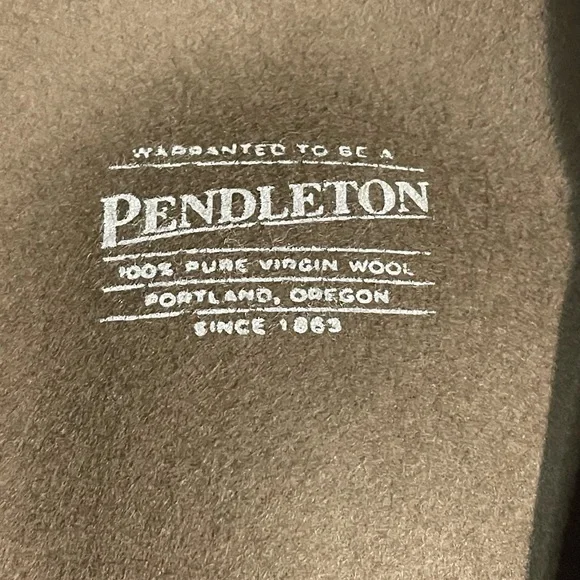 WARRANTED TO BE A
PENDLETON
100% PURE VIRGIN WOOL
PORTLAND, OREGON
SINCE 1863